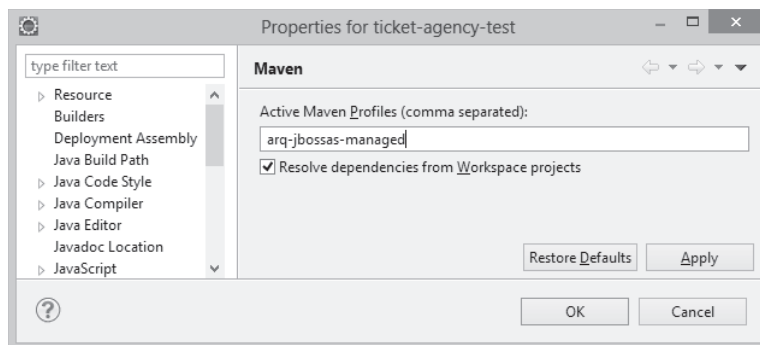 Properties for ticket-agency-test
type filter text
Resource
Builders
Deployment Assembly
Java Build Path
Java Code Style
Java Compiler
Java Editor
Javadoc Location
JavaScript
Maven
Active Maven Profiles (comma separated):
arq-jbossas-managed
Resolve dependencies from Workspace projects
Restore Defaults
Apply
OK
Cancel